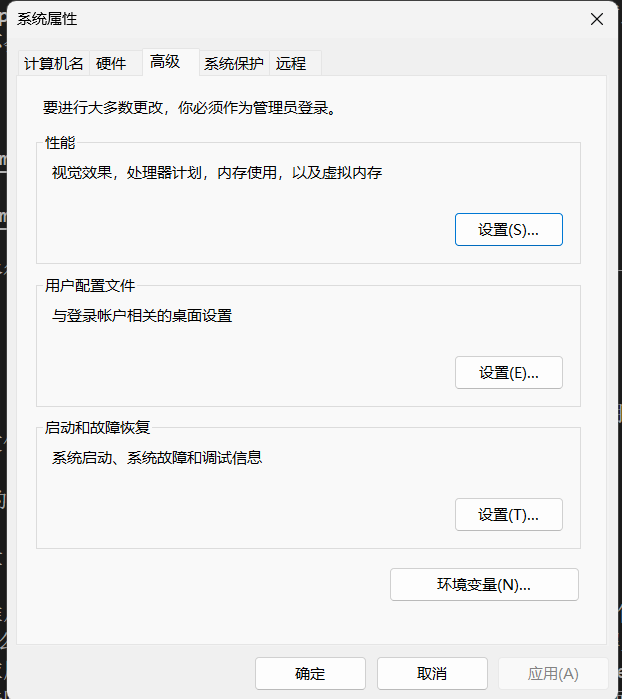 系统属性
计算机名 硬件 高级 系统保护 远程
要进行大多数更改，你必须作为管理员登录。
性能
视觉效果，处理器计划，内存使用，以及虚拟内存
设置(S)...
用户配置文件
与登录帐户相关的桌面设置
设置(E)...
启动和故障恢复
系统启动、系统故障和调试信息
设置(T)...
环境变量(N)...
确定 取消 应用(A)